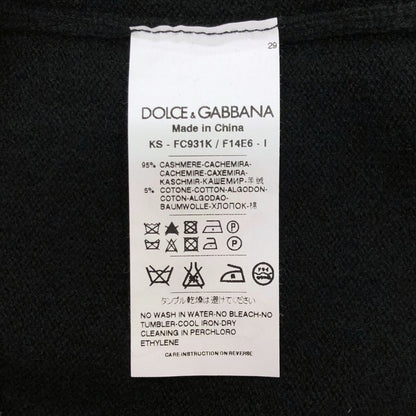 29
DOLCE & GABBANA
Made in China
KS - FC931K / F14E6 - I
95% CASHMERE-CACHEMIRA-
CACHEMIRE-CAXEMIRA-
KASCHMIR-КАШЕМИР-羊绒
5% COTONE-COTTON-ALGODON-
COTON-ALGODAO-
BAUMWOLLE-ХЛОПОК-棉
タンブル乾燥は避けてください
NO WASH IN WATER-NO BLEACH-NO
TUMBLER-COOL IRON-DRY
CLEANING IN PERCHLORO
ETHYLENE
CARE INSTRUCTION ON REVERSE